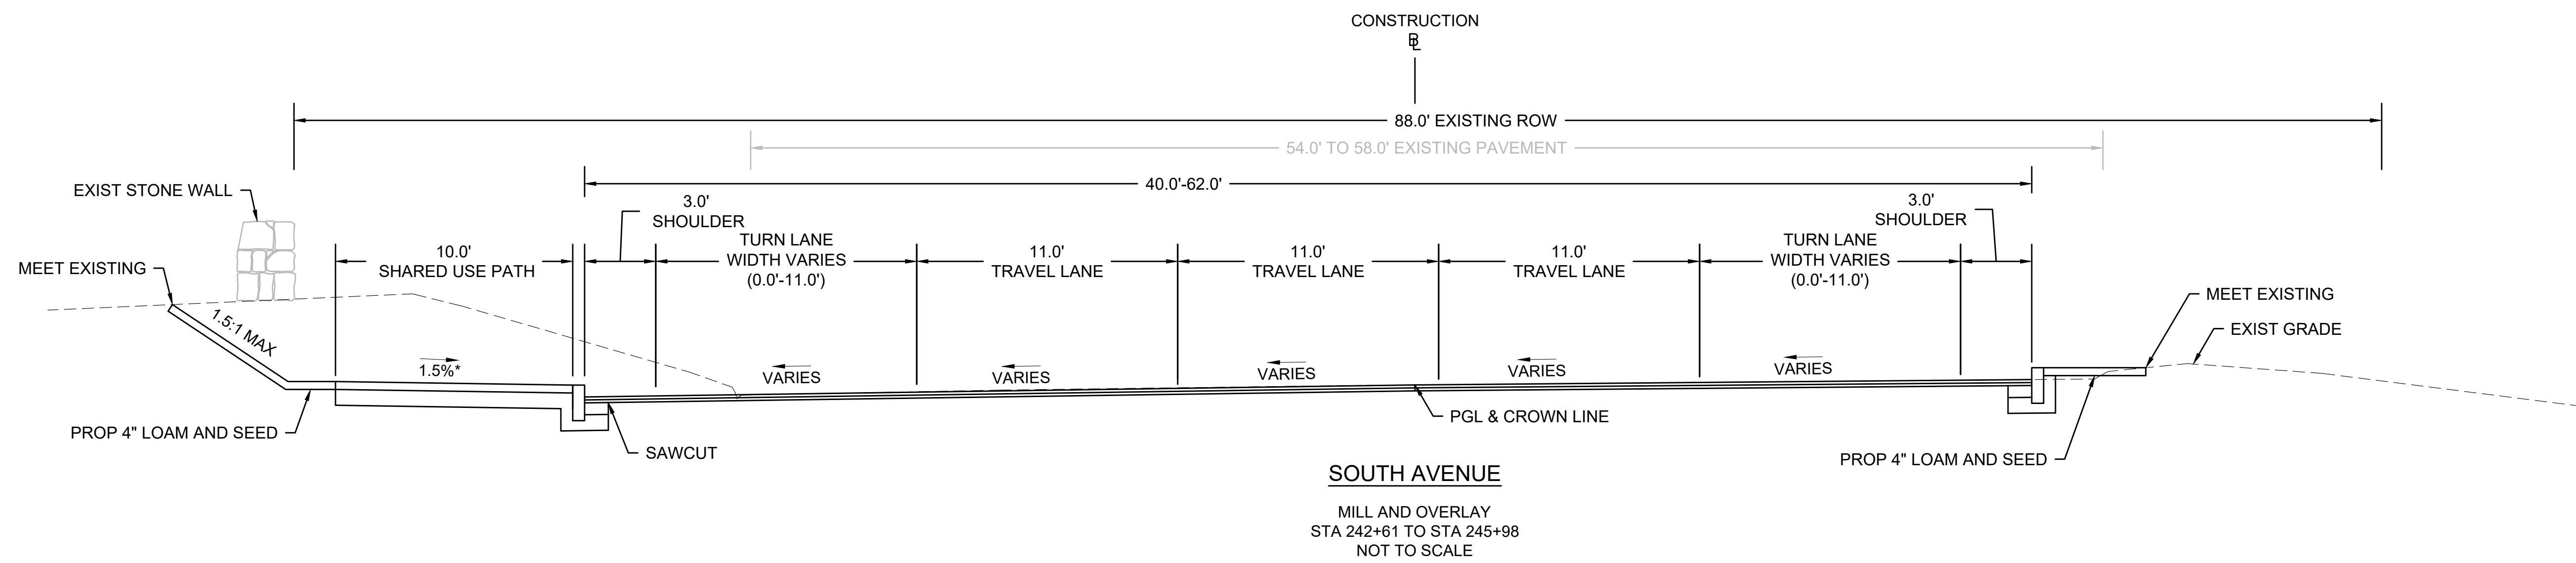 CONSTRUCTION
BL
88.0' EXISTING ROW
54.0' TO 58.0' EXISTING PAVEMENT
40.0'-62.0'
EXIST STONE WALL
MEET EXISTING
1.5:1 MAX
10.0'
SHARED USE PATH
1.5%*
3.0'
SHOULDER
TURN LANE
WIDTH VARIES
(0.0'-11.0')
11.0'
TRAVEL LANE
11.0'
TRAVEL LANE
11.0'
TRAVEL LANE
TURN LANE
WIDTH VARIES
(0.0'-11.0')
3.0'
SHOULDER
MEET EXISTING
EXIST GRADE
VARIES
VARIES
VARIES
VARIES
VARIES
PROP 4" LOAM AND SEED
SAWCUT
PGL & CROWN LINE
PROP 4" LOAM AND SEED
SOUTH AVENUE
MILL AND OVERLAY
STA 242+61 TO STA 245+98
NOT TO SCALE